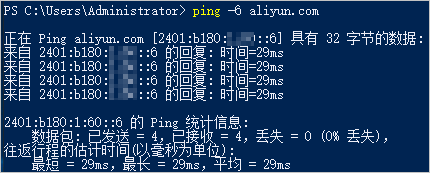 PS C:\Users\Administrator> ping -6 aliyun.com
正在 Ping aliyun.com [2401:b180: ::6] 具有 32 字节的数据:
来自 2401:b180: ::6 的回复: 时间=29ms
来自 2401:b180: ::6 的回复: 时间=29ms
来自 2401:b180: ::6 的回复: 时间=29ms
来自 2401:b180: ::6 的回复: 时间=29ms
2401:b180:1:60::6 的 Ping 统计信息:
数据包: 已发送 = 4，已接收 = 4，丢失 = 0 (0% 丢失)，
往返行程的估计时间(以毫秒为单位):
最短 = 29ms，最长 = 29ms，平均 = 29ms